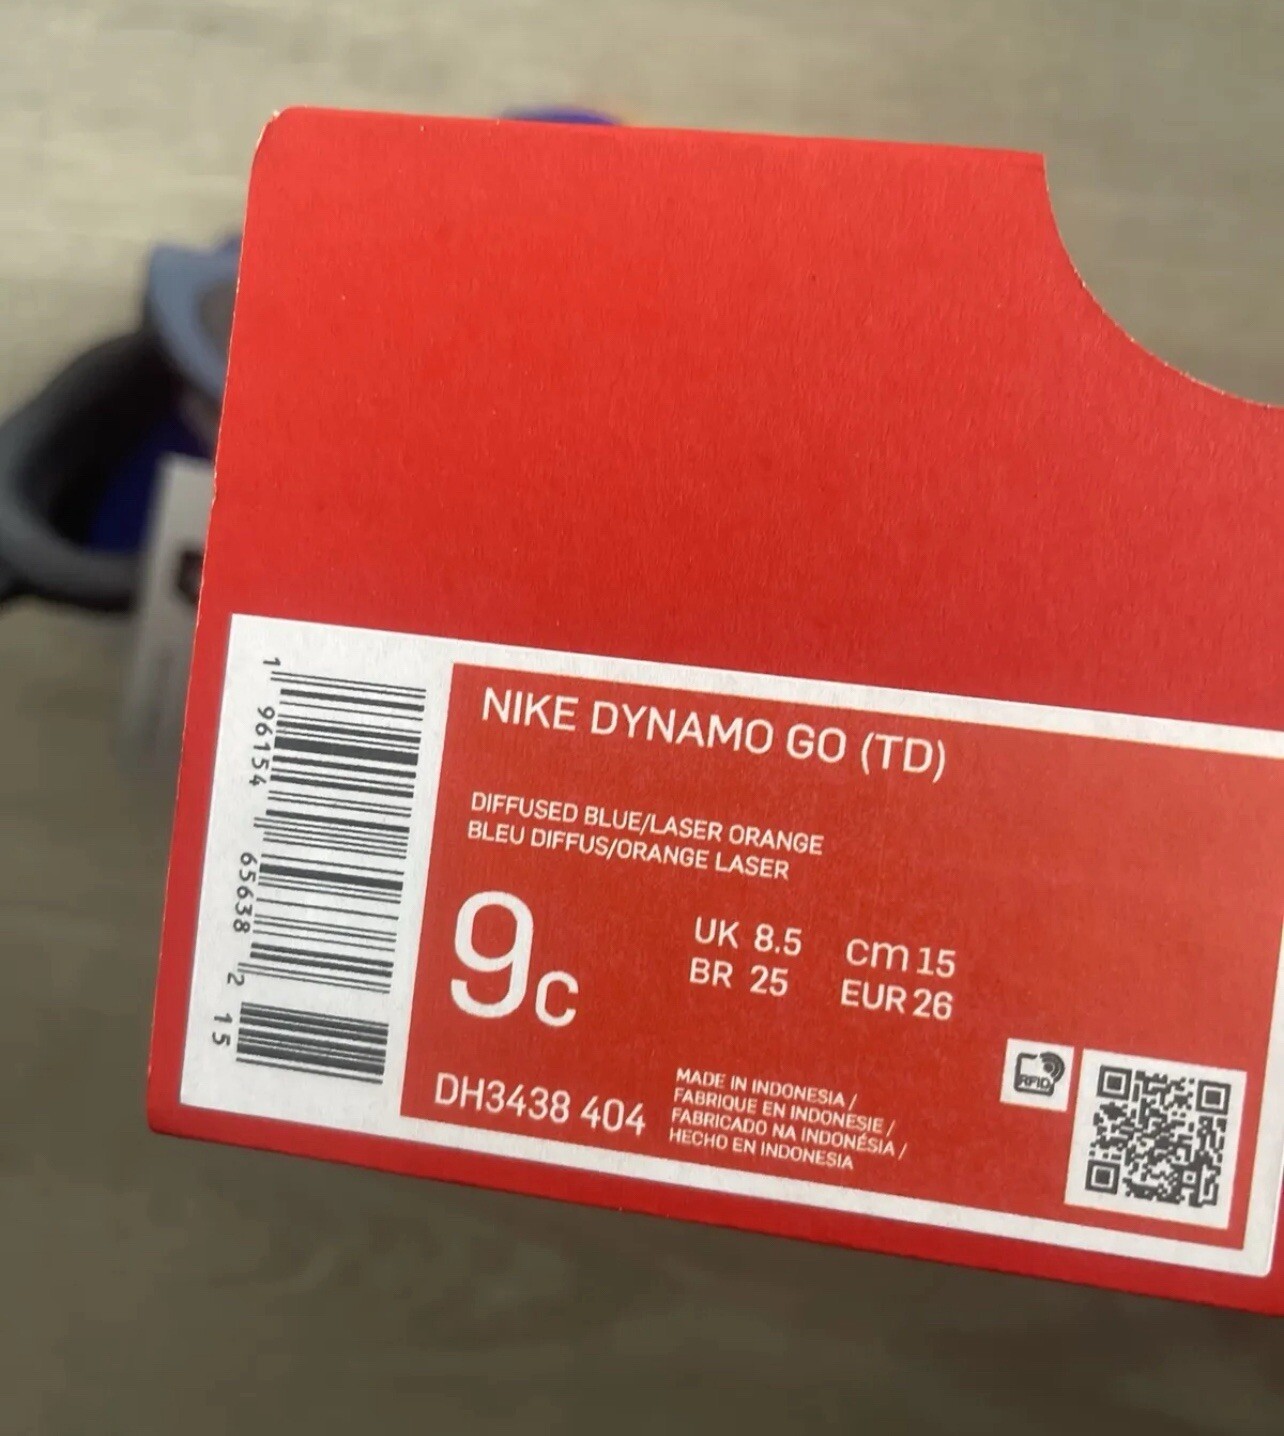 NIKE DYNAMO GO (TD)
DIFFUSED BLUE/LASER ORANGE
BLEU DIFFUS/ORANGE LASER
9c
UK 8.5 cm 15
BR 25 EUR 26
DH3438 404
MADE IN INDONESIA /
FABRIQUE EN INDONESIE /
FABRICADO NA INDONÉSIA /
HECHO EN INDONESIA
RFID
1 96154 65638 2 15